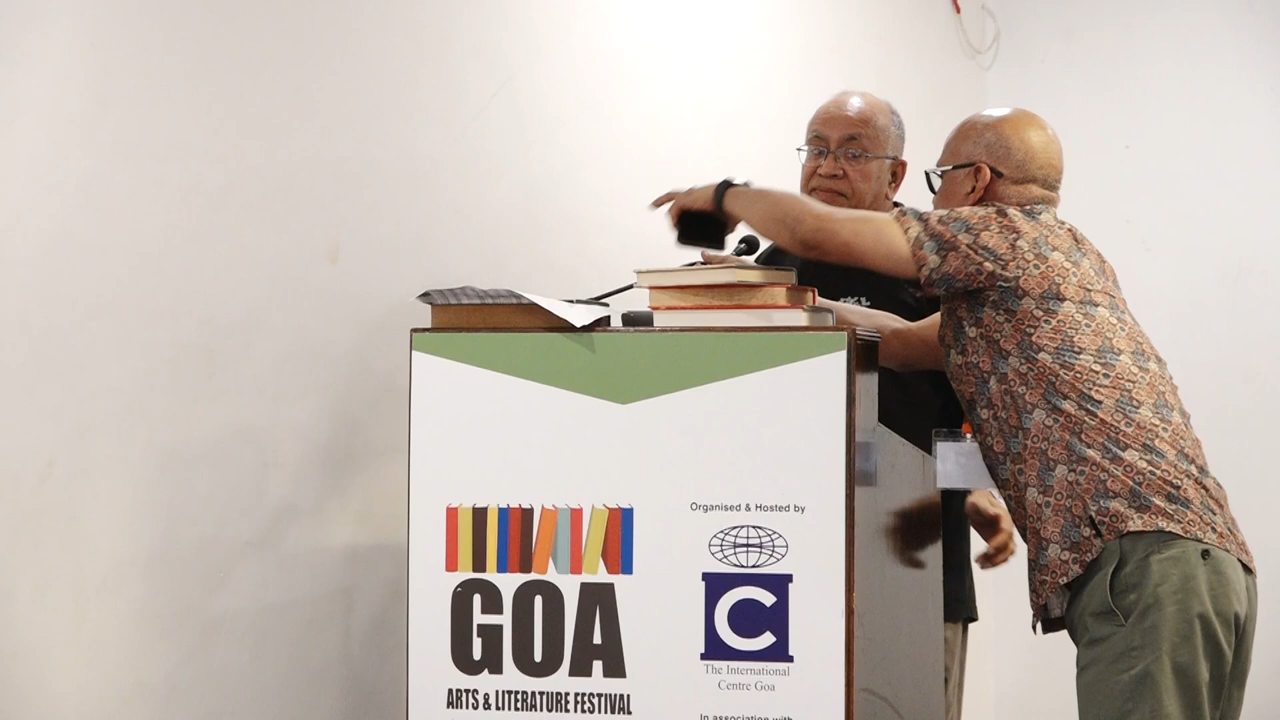 GOA
ARTS & LITERATURE FESTIVAL
Organised & Hosted by
C
The International
Centre Goa
In association with